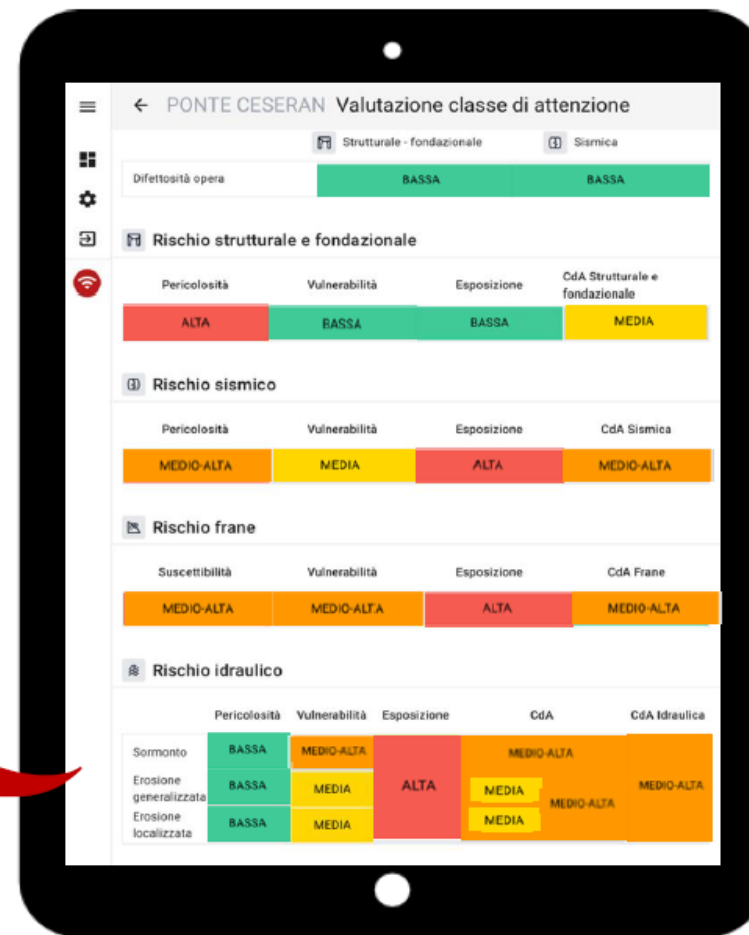 PONTE CESERAN Valutazione classe di attenzione
Strutturale - fondazionale Sismica
Difettosità opera BASSA BASSA
Rischio strutturale e fondazionale
Pericolosità Vulnerabilità Esposizione CdA Strutturale e fondazionale
ALTA BASSA BASSA MEDIA
Rischio sismico
Pericolosità Vulnerabilità Esposizione CdA Sismica
MEDIO-ALTA MEDIA ALTA MEDIO-ALTA
Rischio frane
Suscettibilità Vulnerabilità Esposizione CdA Frane
MEDIO-ALTA MEDIO-ALTA ALTA MEDIO-ALTA
Rischio idraulico
Pericolosità Vulnerabilità Esposizione CdA CdA Idraulica
Sormonto BASSA MEDIO-ALTA ALTA MEDIO-ALTA MEDIO-ALTA
Erosione generalizzata BASSA MEDIA MEDIA MEDIO-ALTA
Erosione localizzata BASSA MEDIA MEDIA